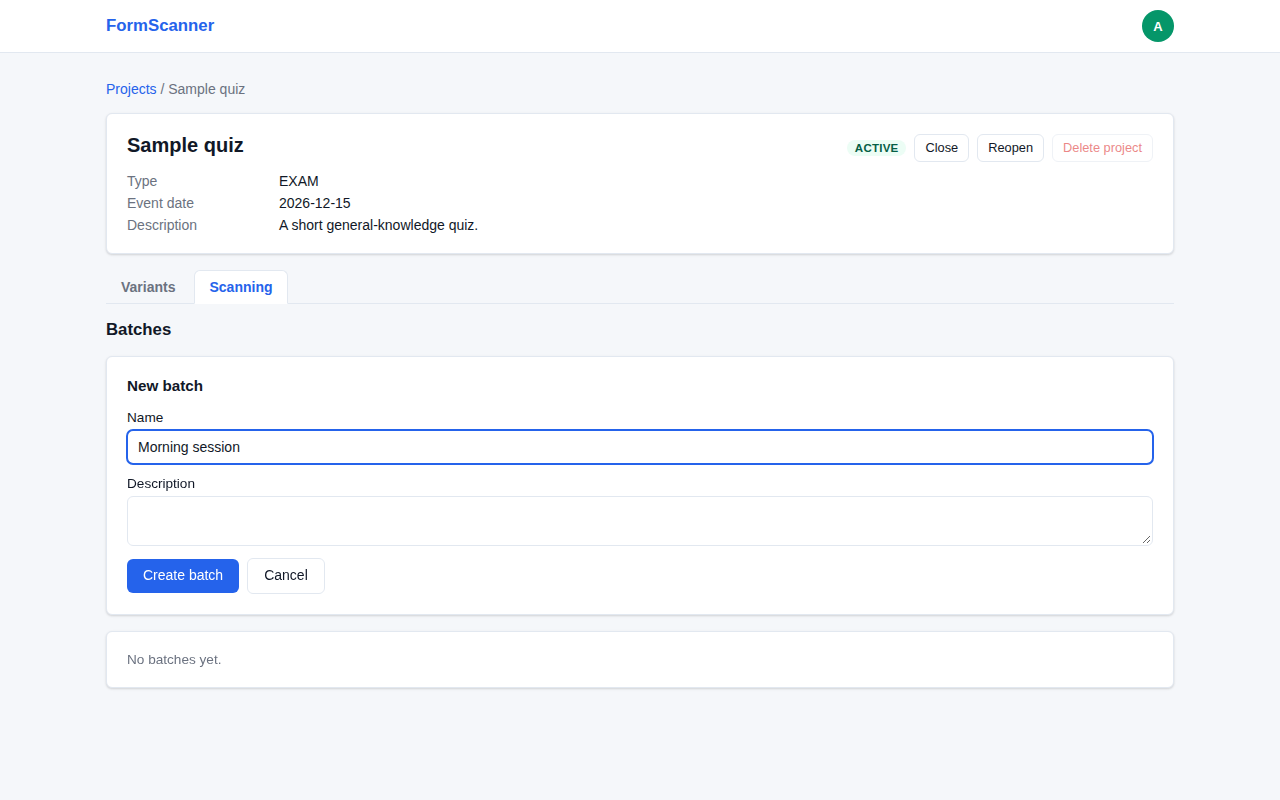 FormScanner
A
Projects / Sample quiz
Sample quiz
ACTIVE
Close
Reopen
Delete project
Type EXAM
Event date 2026-12-15
Description A short general-knowledge quiz.
Variants
Scanning
Batches
New batch
Name
Morning session
Description
Create batch
Cancel
No batches yet.